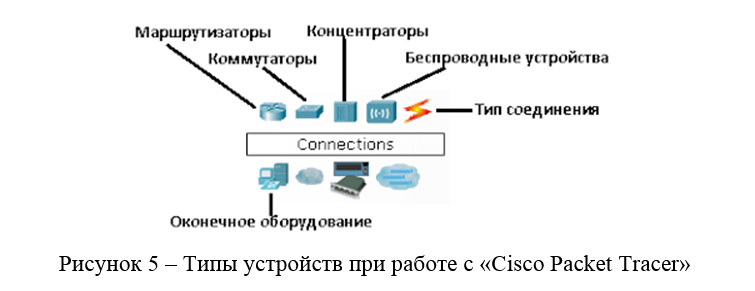 Маршрутизаторы
Концентраторы
Коммутаторы
Беспроводные устройства
Тип соединения
Connections
Оконечное оборудование
Рисунок 5 – Типы устройств при работе с «Cisco Packet Tracer»